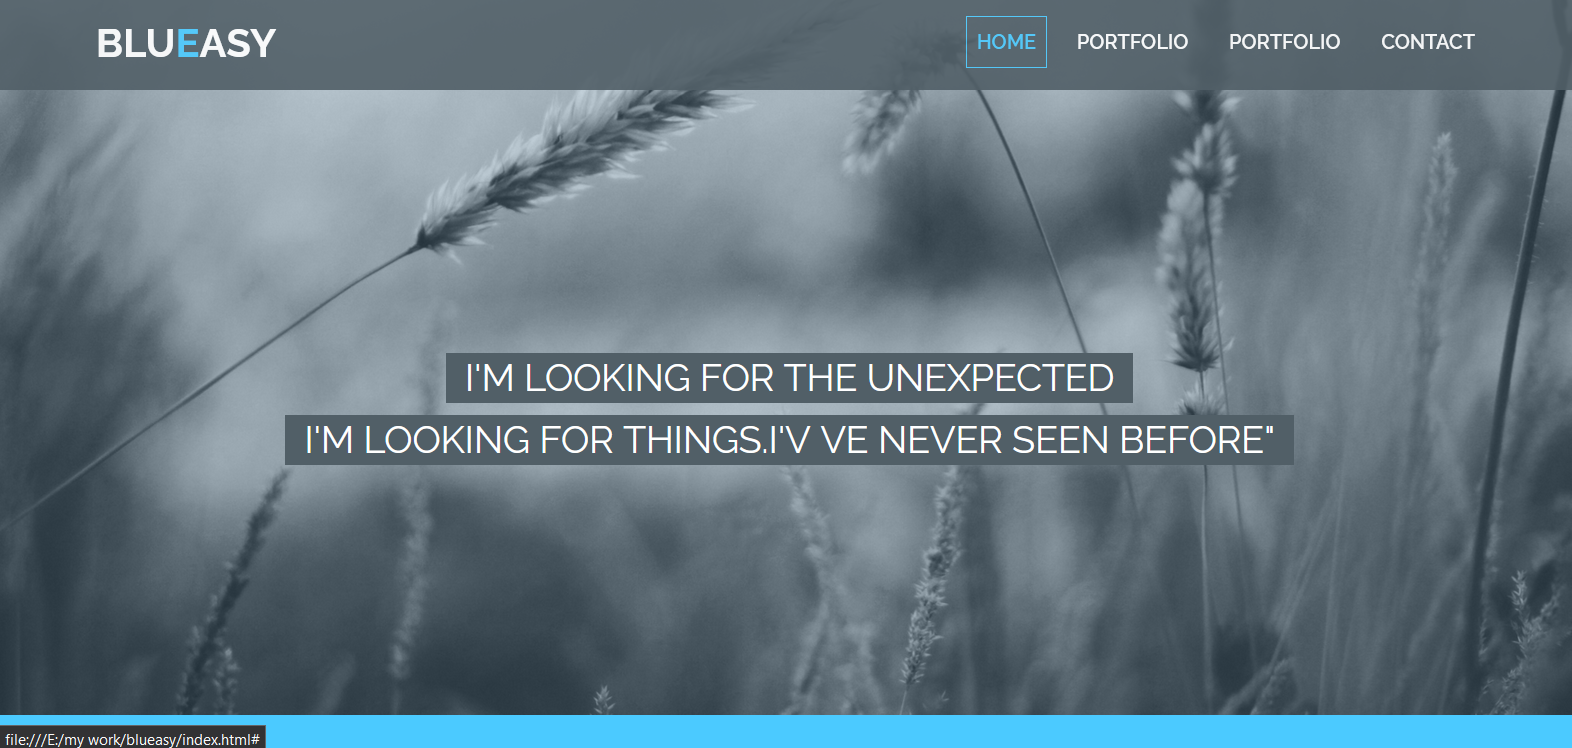 BLUEASY
HOME PORTFOLIO PORTFOLIO CONTACT
I'M LOOKING FOR THE UNEXPECTED
I'M LOOKING FOR THINGS.I'V VE NEVER SEEN BEFORE"
file:///E:/my work/blueasy/index.html#